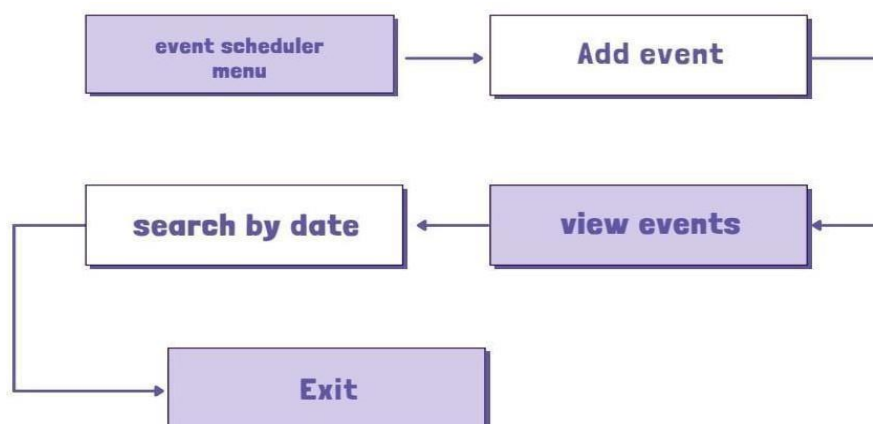 event scheduler
menu
Add event
view events
search by date
Exit